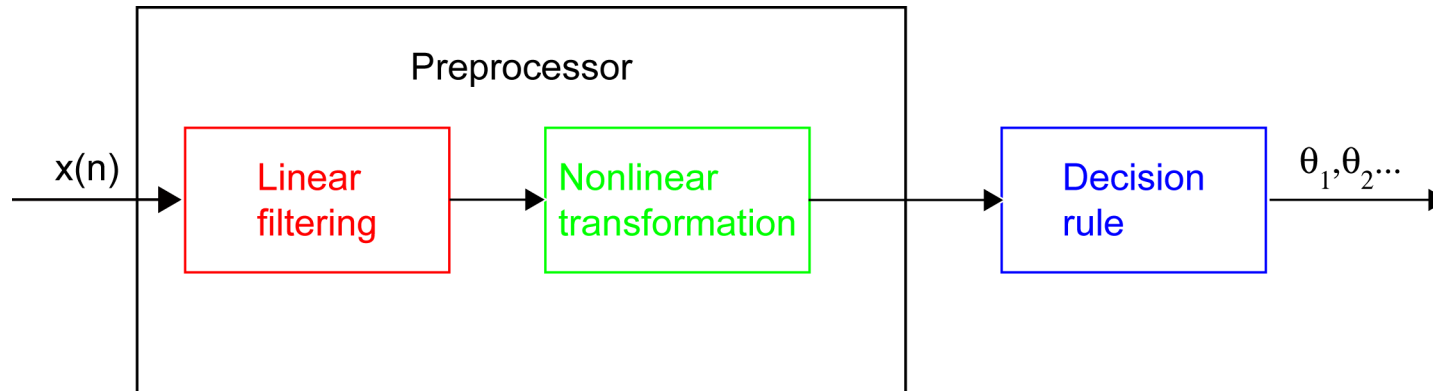 Preprocessor
x(n)
Linear
filtering
Nonlinear
transformation
Decision
rule
θ₁,θ₂...